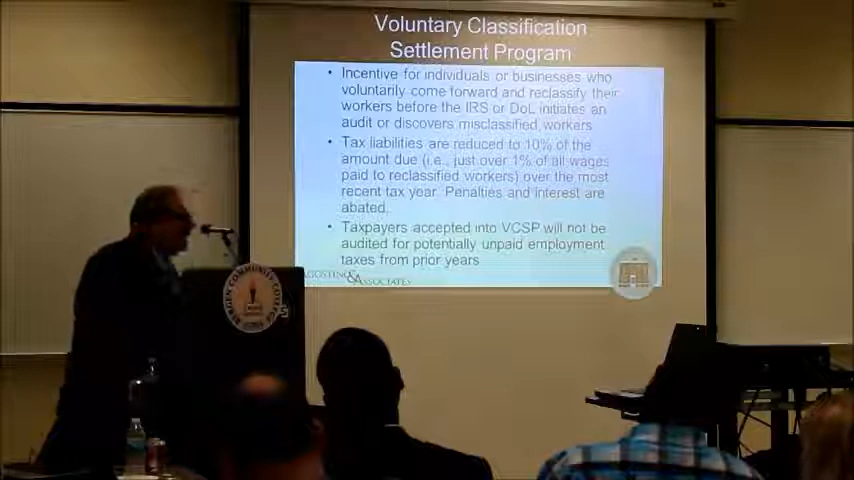 Voluntary Classification
Settlement Program
• Incentive for individuals or businesses who
voluntarily come forward and reclassify their
workers before the IRS or DoL initiates an
audit or discovers misclassified workers
• Tax liabilities are reduced to 10% of the
amount due (i.e., just over 1% of all wages
paid to reclassified workers) over the most
recent tax year. Penalties and interest are
abated.
• Taxpayers accepted into VCSP will not be
audited for potentially unpaid employment
taxes from prior years
AGOSTINO & ASSOCIATES
BERGEN COMMUNITY COLLEGE